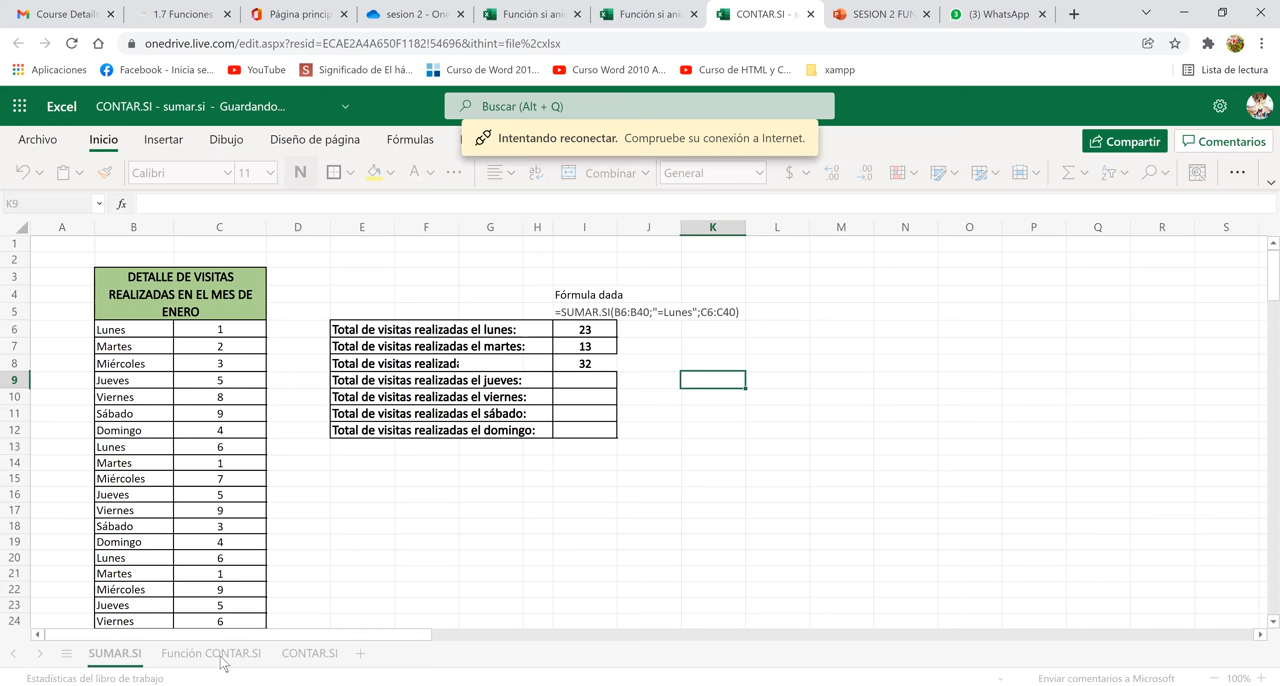 Course Detail:
1.7 Funciones
Página princip
sesion 2 - One
Función si ani
Función si ani
CONTAR.SI - s
SESION 2 FUN
(3) WhatsApp
onedrive.live.com/edit.aspx?resid=ECAE2A4A650F1182!54696&ithint=file%2cxlsx
Aplicaciones
Facebook - Inicia se...
YouTube
Significado de El há...
Curso de Word 201...
Curso Word 2010 A...
Curso de HTML y C...
xampp
Lista de lectura
Excel
CONTAR.SI - sumar.si - Guardando...
Buscar (Alt + Q)
Archivo
Inicio
Insertar
Dibujo
Diseño de página
Fórmulas
Intentando reconectar. Compruebe su conexión a Internet.
Compartir
Comentarios
Calibri
11
N
A
ab
Combinar
General
$
K9
fx
A B C D E F G H I J K L M N O P Q R S
1
2
3 DETALLE DE VISITAS
4 REALIZADAS EN EL MES DE Fórmula dada
5 ENERO =SUMAR.SI(B6:B40;"=Lunes";C6:C40)
6 Lunes 1 Total de visitas realizadas el lunes: 23
7 Martes 2 Total de visitas realizadas el martes: 13
8 Miércoles 3 Total de visitas realizada 32
9 Jueves 5 Total de visitas realizadas el jueves:
10 Viernes 8 Total de visitas realizadas el viernes:
11 Sábado 9 Total de visitas realizadas el sábado:
12 Domingo 4 Total de visitas realizadas el domingo:
13 Lunes 6
14 Martes 1
15 Miércoles 7
16 Jueves 5
17 Viernes 9
18 Sábado 3
19 Domingo 4
20 Lunes 6
21 Martes 1
22 Miércoles 9
23 Jueves 5
24 Viernes 6
SUMAR.SI
Función CONTAR.SI
CONTAR.SI
Estadísticas del libro de trabajo
Enviar comentarios a Microsoft
100%